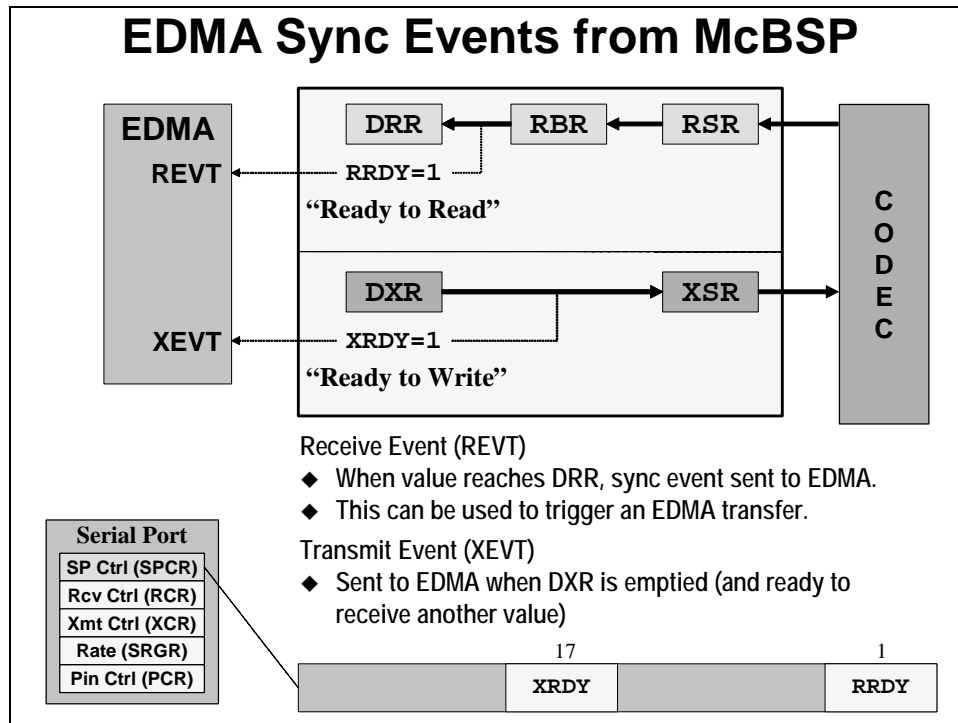 EDMA Sync Events from McBSP
EDMA
REVT
XEVT
DRR
RBR
RSR
RRDY=1
“Ready to Read”
DXR
XSR
XRDY=1
“Ready to Write”
C
O
D
E
C
Receive Event (REVT)
◆ When value reaches DRR, sync event sent to EDMA.
◆ This can be used to trigger an EDMA transfer.
Transmit Event (XEVT)
◆ Sent to EDMA when DXR is emptied (and ready to
receive another value)
Serial Port
SP Ctrl (SPCR)
Rcv Ctrl (RCR)
Xmt Ctrl (XCR)
Rate (SRGR)
Pin Ctrl (PCR)
17
1
XRDY
RRDY